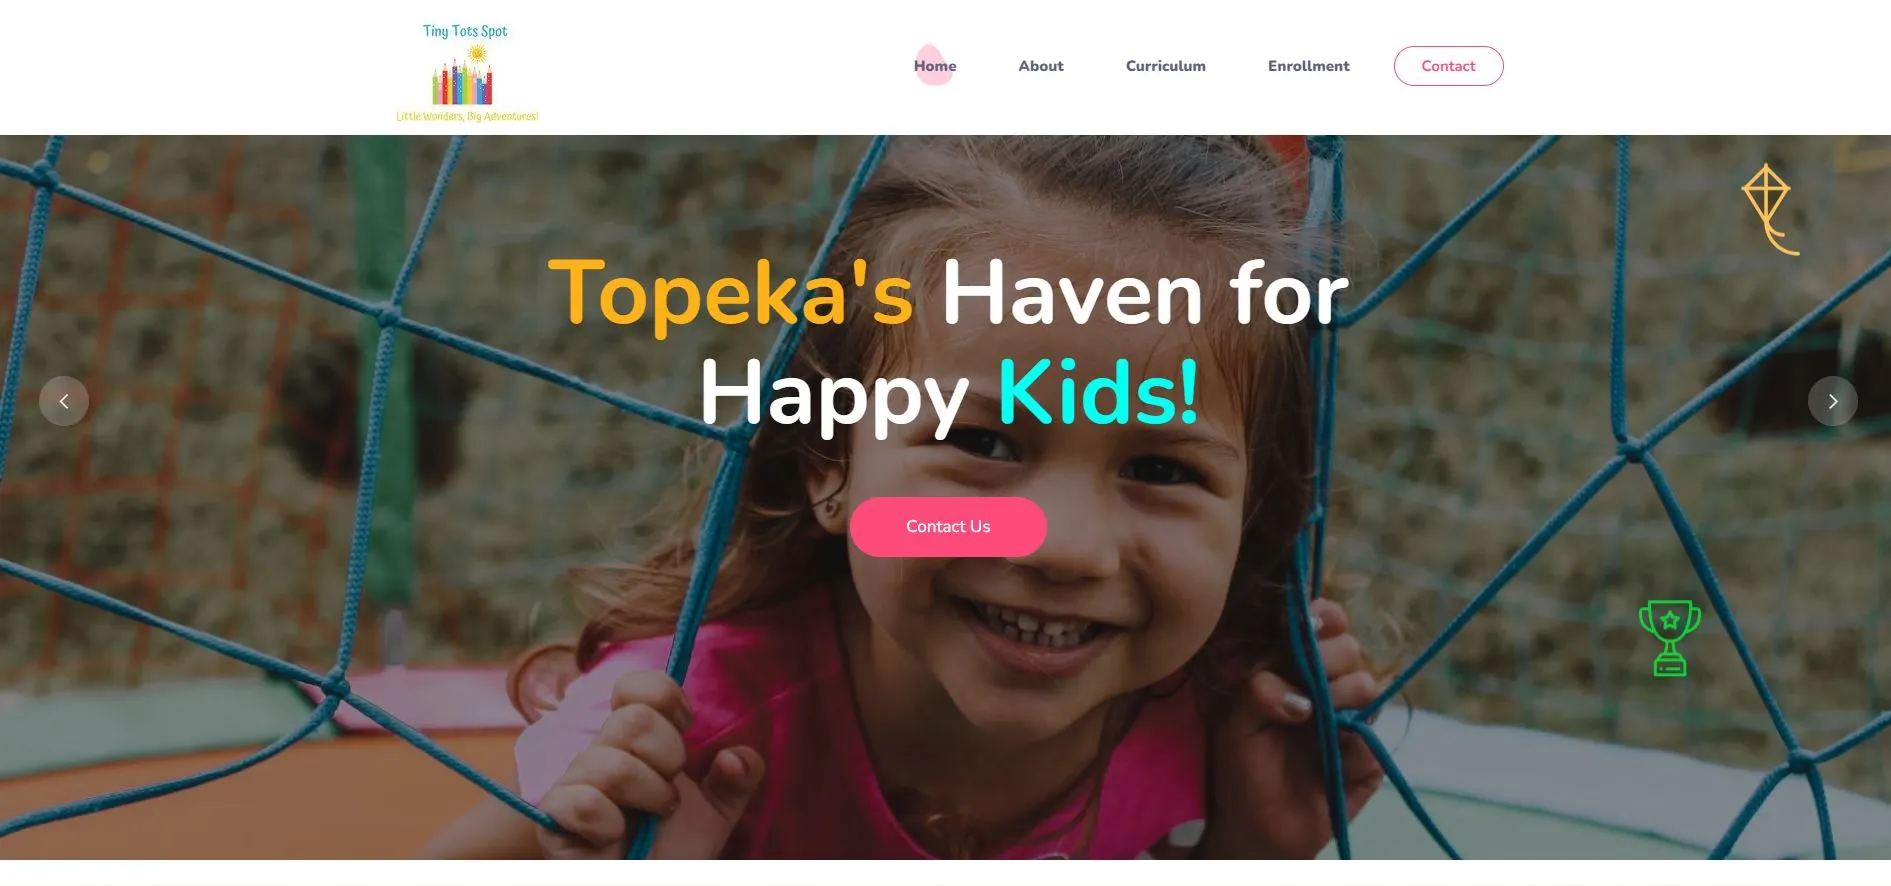 Tiny Tots Spot
Little Wonders, Big Adventures!
Home
About
Curriculum
Enrollment
Contact
Topeka's Haven for
Happy Kids!
Contact Us